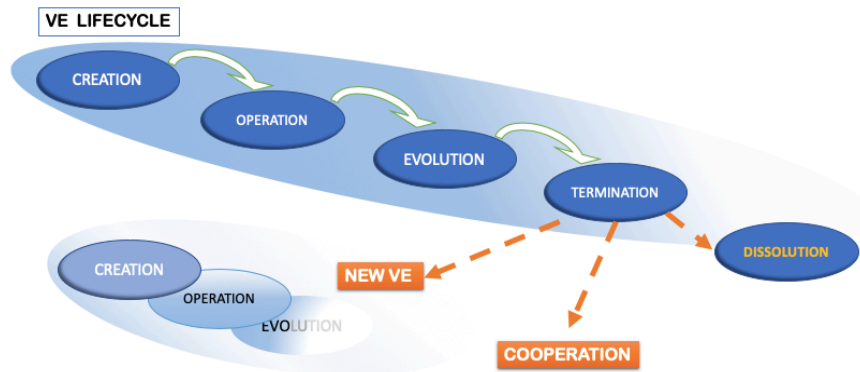 VE LIFECYCLE
CREATION
OPERATION
EVOLUTION
TERMINATION
DISSOLUTION
CREATION
NEW VE
OPERATION
EVOLUTION
COOPERATION